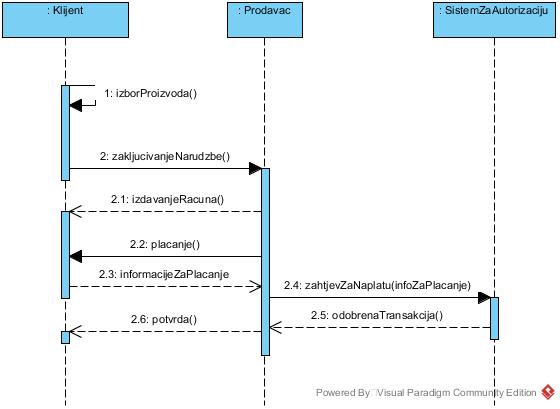 : Klijent
: Prodavac
: SistemZaAutorizaciju
1: izborProizvoda()
2: zakljucivanjeNarudzbe()
2.1: izdavanjeRacuna()
2.2: placanje()
2.3: informacijeZaPlacanje
2.4: zahtjevZaNaplatu(infoZaPlacanje)
2.5: odobrenaTransakcija()
2.6: potvrda()
Powered By Visual Paradigm Community Edition